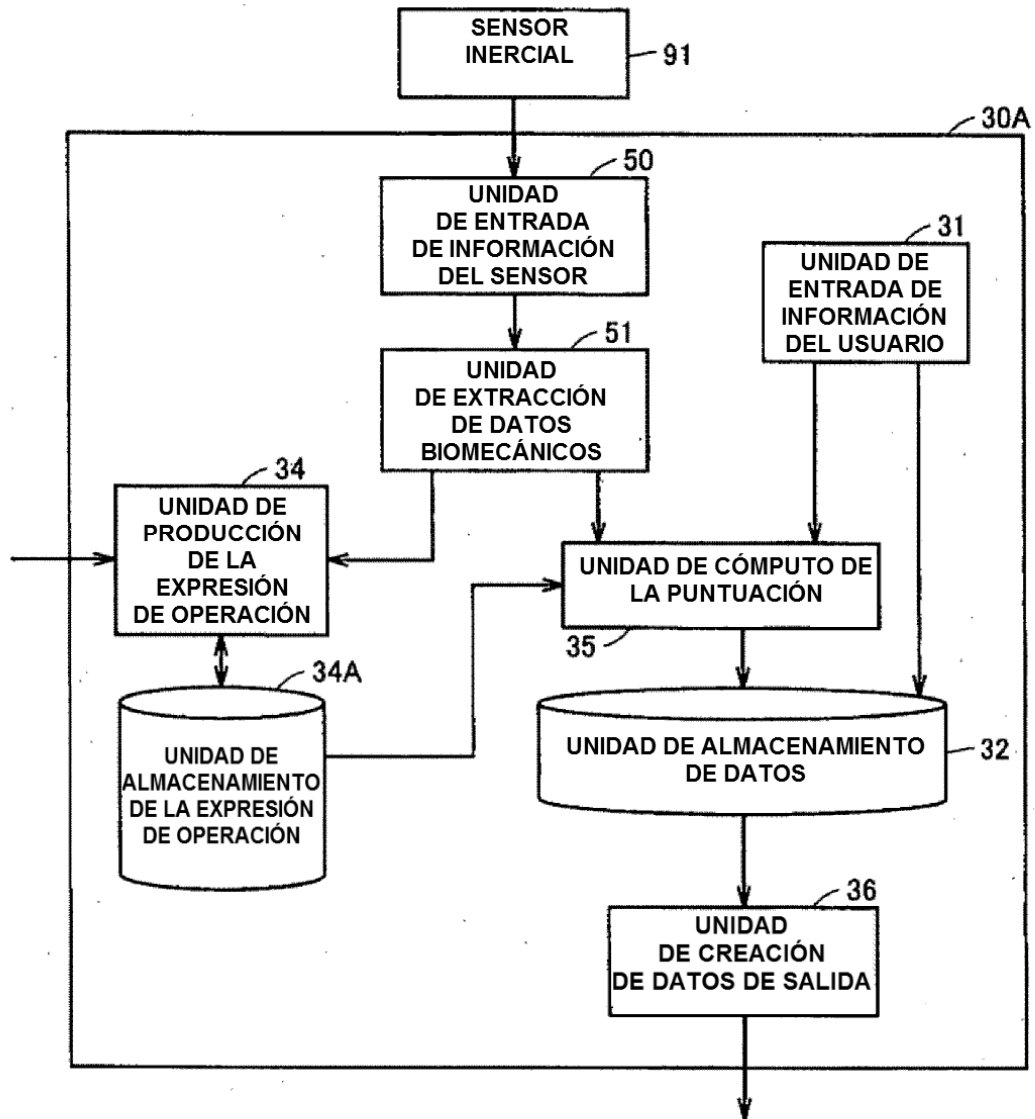 SENSOR
INERCIAL
91
30A
50
UNIDAD
DE ENTRADA
DE INFORMACIÓN
DEL SENSOR
31
UNIDAD DE
ENTRADA DE
INFORMACIÓN
DEL USUARIO
51
UNIDAD
DE EXTRACCIÓN
DE DATOS
BIOMECÁNICOS
34
UNIDAD DE
PRODUCCIÓN
DE LA
EXPRESIÓN
DE OPERACIÓN
UNIDAD DE CÓMPUTO DE
LA PUNTUACIÓN
35
34A
UNIDAD DE
ALMACENAMIENTO
DE LA EXPRESIÓN
DE OPERACIÓN
UNIDAD DE ALMACENAMIENTO
DE DATOS
32
36
UNIDAD
DE CREACIÓN
DE DATOS DE SALIDA